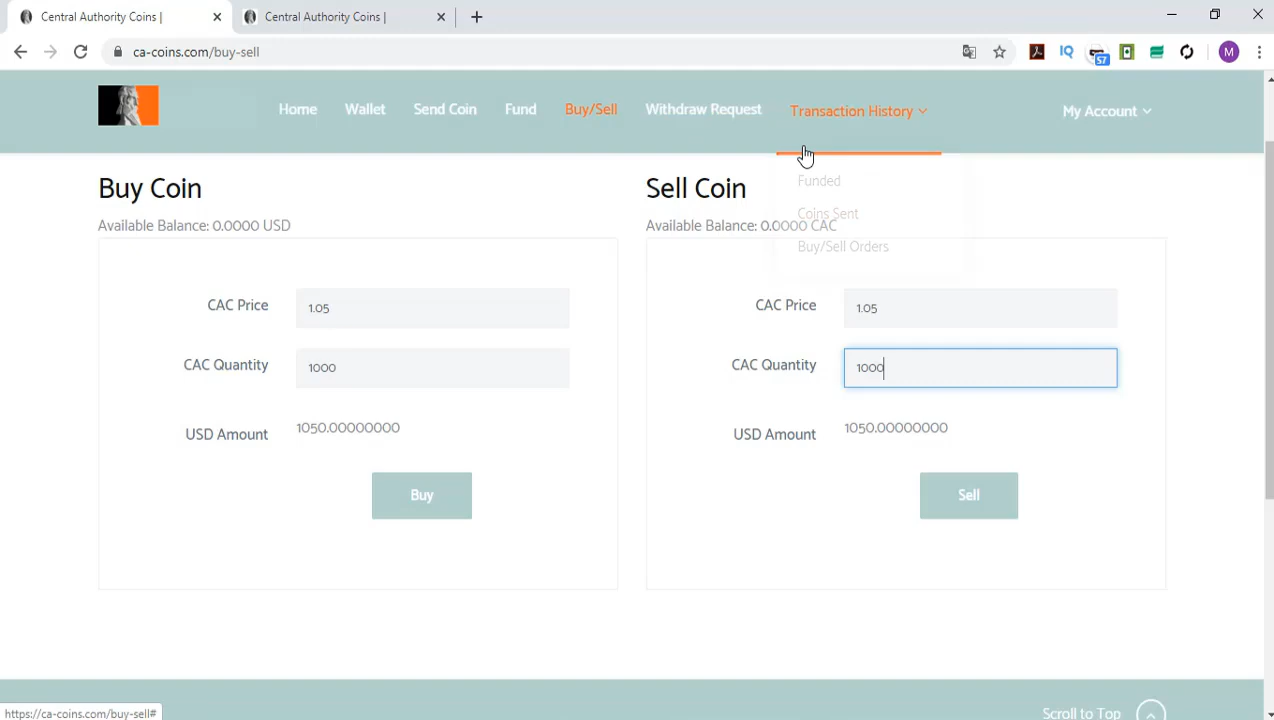 Central Authority Coins |
Central Authority Coins |
ca-coins.com/buy-sell
57
M
Home
Wallet
Send Coin
Fund
Buy/Sell
Withdraw Request
Transaction History
My Account
Funded
Coins Sent
Buy/Sell Orders
Buy Coin
Available Balance: 0.0000 USD
CAC Price
1.05
CAC Quantity
1000
USD Amount
1050.00000000
Buy
Sell Coin
Available Balance: 0.0000 CAC
CAC Price
1.05
CAC Quantity
1000
USD Amount
1050.00000000
Sell
Scroll to Top
https://ca-coins.com/buy-sell#